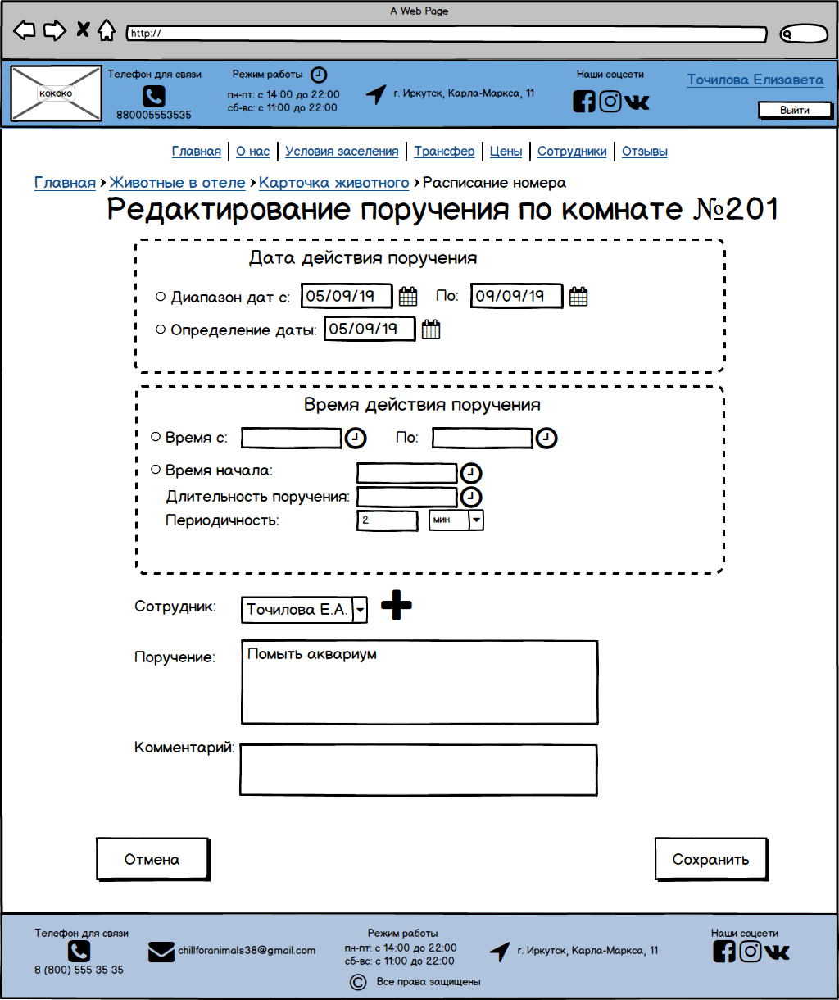 A Web Page
http://
кококо
Телефон для связи
880005553535
Режим работы
пн-пт: с 14:00 до 22:00
сб-вс: с 11:00 до 22:00
г. Иркутск, Карла-Маркса, 11
Наши соцсети
Точилова Елизавета
Выйти
Главная | О нас | Условия заселения | Трансфер | Цены | Сотрудники | Отзывы
Главная > Животные в отеле > Карточка животного > Расписание номера
Редактирование поручения по комнате №201
Дата действия поручения
Диапазон дат с: 05/09/19 По: 09/09/19
Определение даты: 05/09/19
Время действия поручения
Время с: По:
Время начала:
Длительность поручения:
Периодичность: 2 мин
Сотрудник: Точилова Е.А.
Поручение: Помыть аквариум
Комментарий:
Отмена Сохранить
Телефон для связи
8 (800) 555 35 35
chillforanimals38@gmail.com
Режим работы
пн-пт: с 14:00 до 22:00
сб-вс: с 11:00 до 22:00
г. Иркутск, Карла-Маркса, 11
Наши соцсети
© Все права защищены